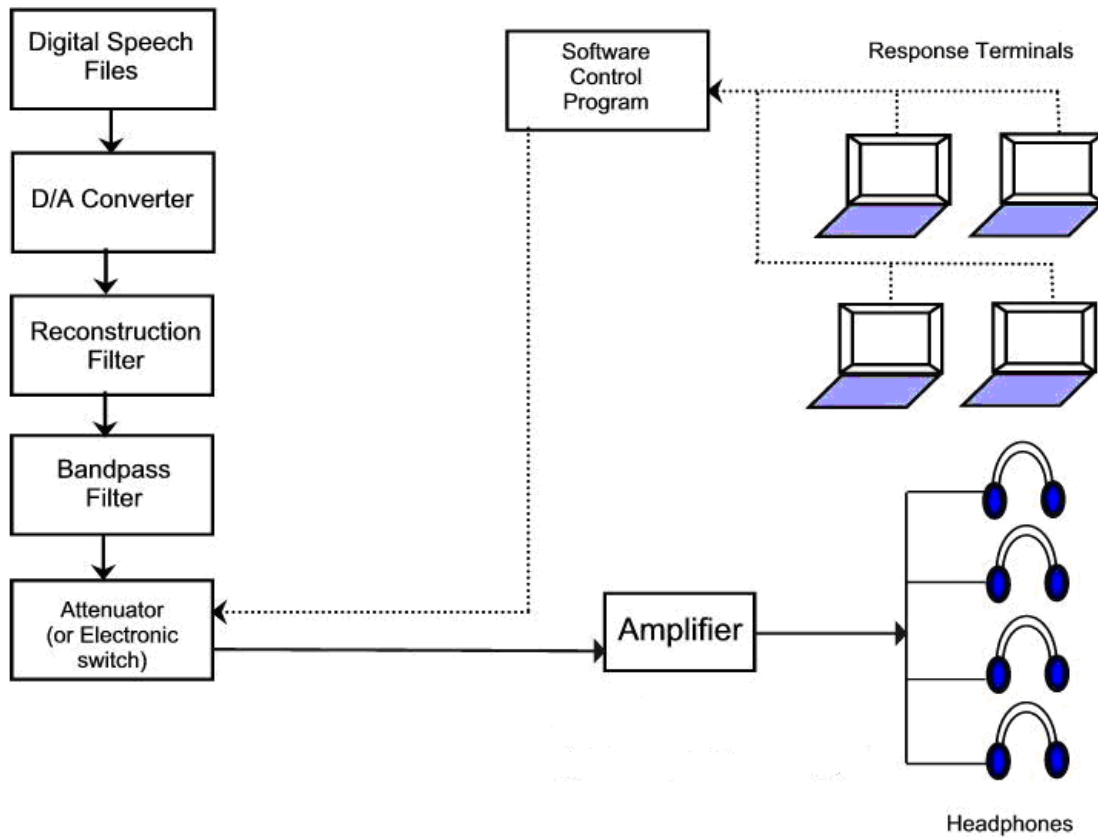 Digital Speech
Files
D/A Converter
Reconstruction
Filter
Bandpass
Filter
Attenuator
(or Electronic
switch)
Software
Control
Program
Response Terminals
Amplifier
Headphones